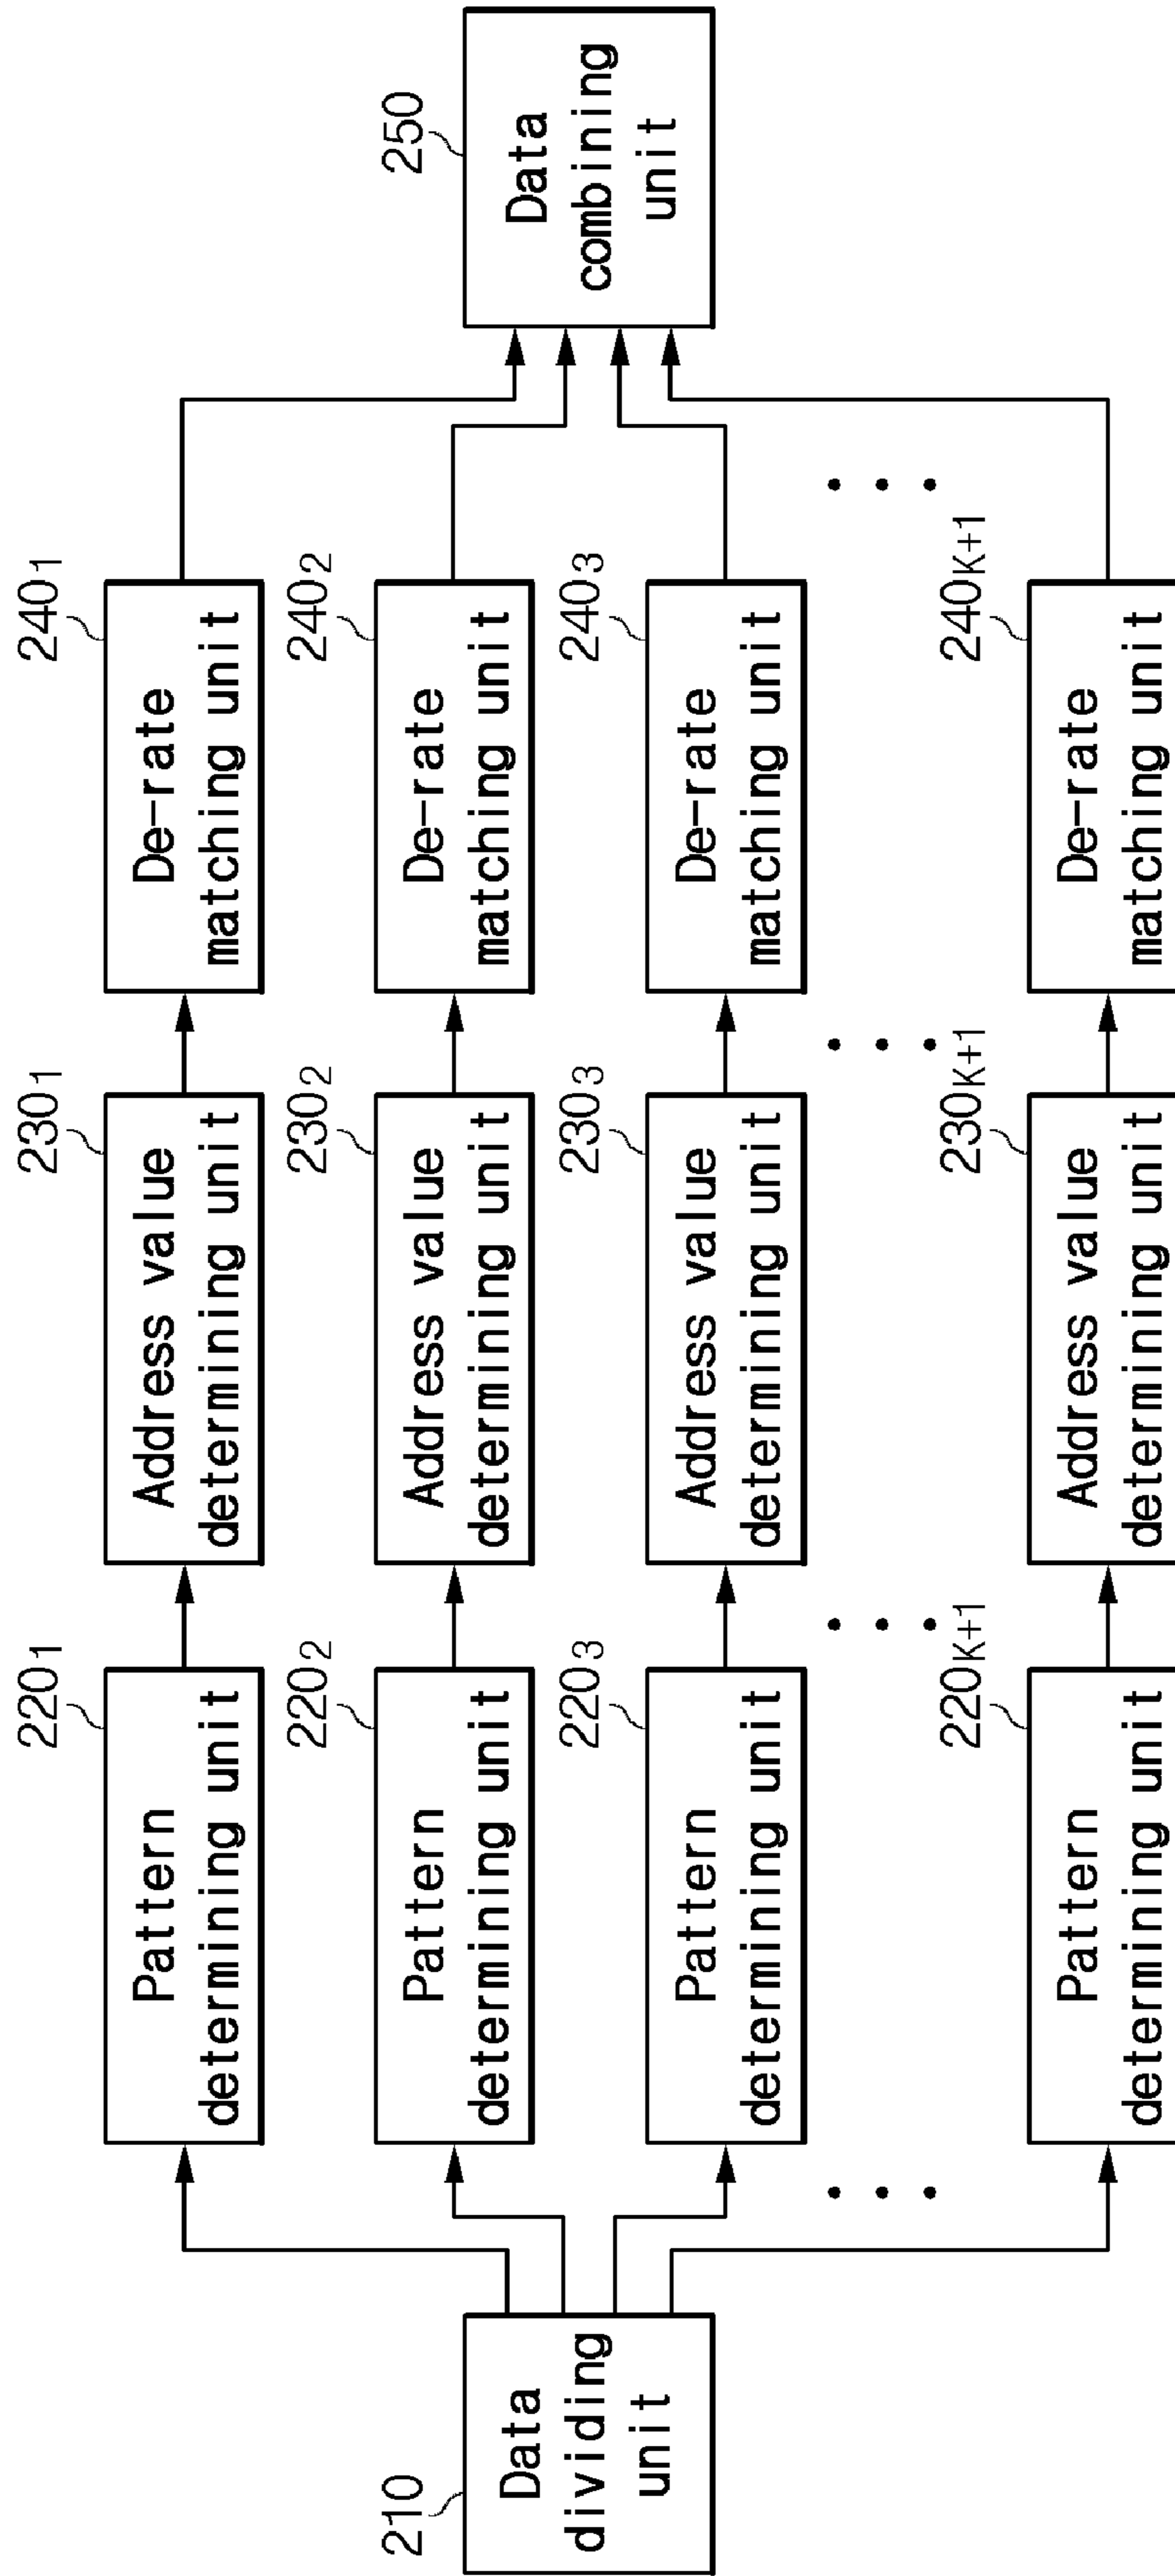 210
Data
dividing
unit
220₁
Pattern
determining unit
230₁
Address value
determining unit
240₁
De-rate
matching unit
220₂
Pattern
determining unit
230₂
Address value
determining unit
240₂
De-rate
matching unit
220₃
Pattern
determining unit
230₃
Address value
determining unit
240₃
De-rate
matching unit
220K+1
Pattern
determining unit
230K+1
Address value
determining unit
240K+1
De-rate
matching unit
250
Data
combining
unit